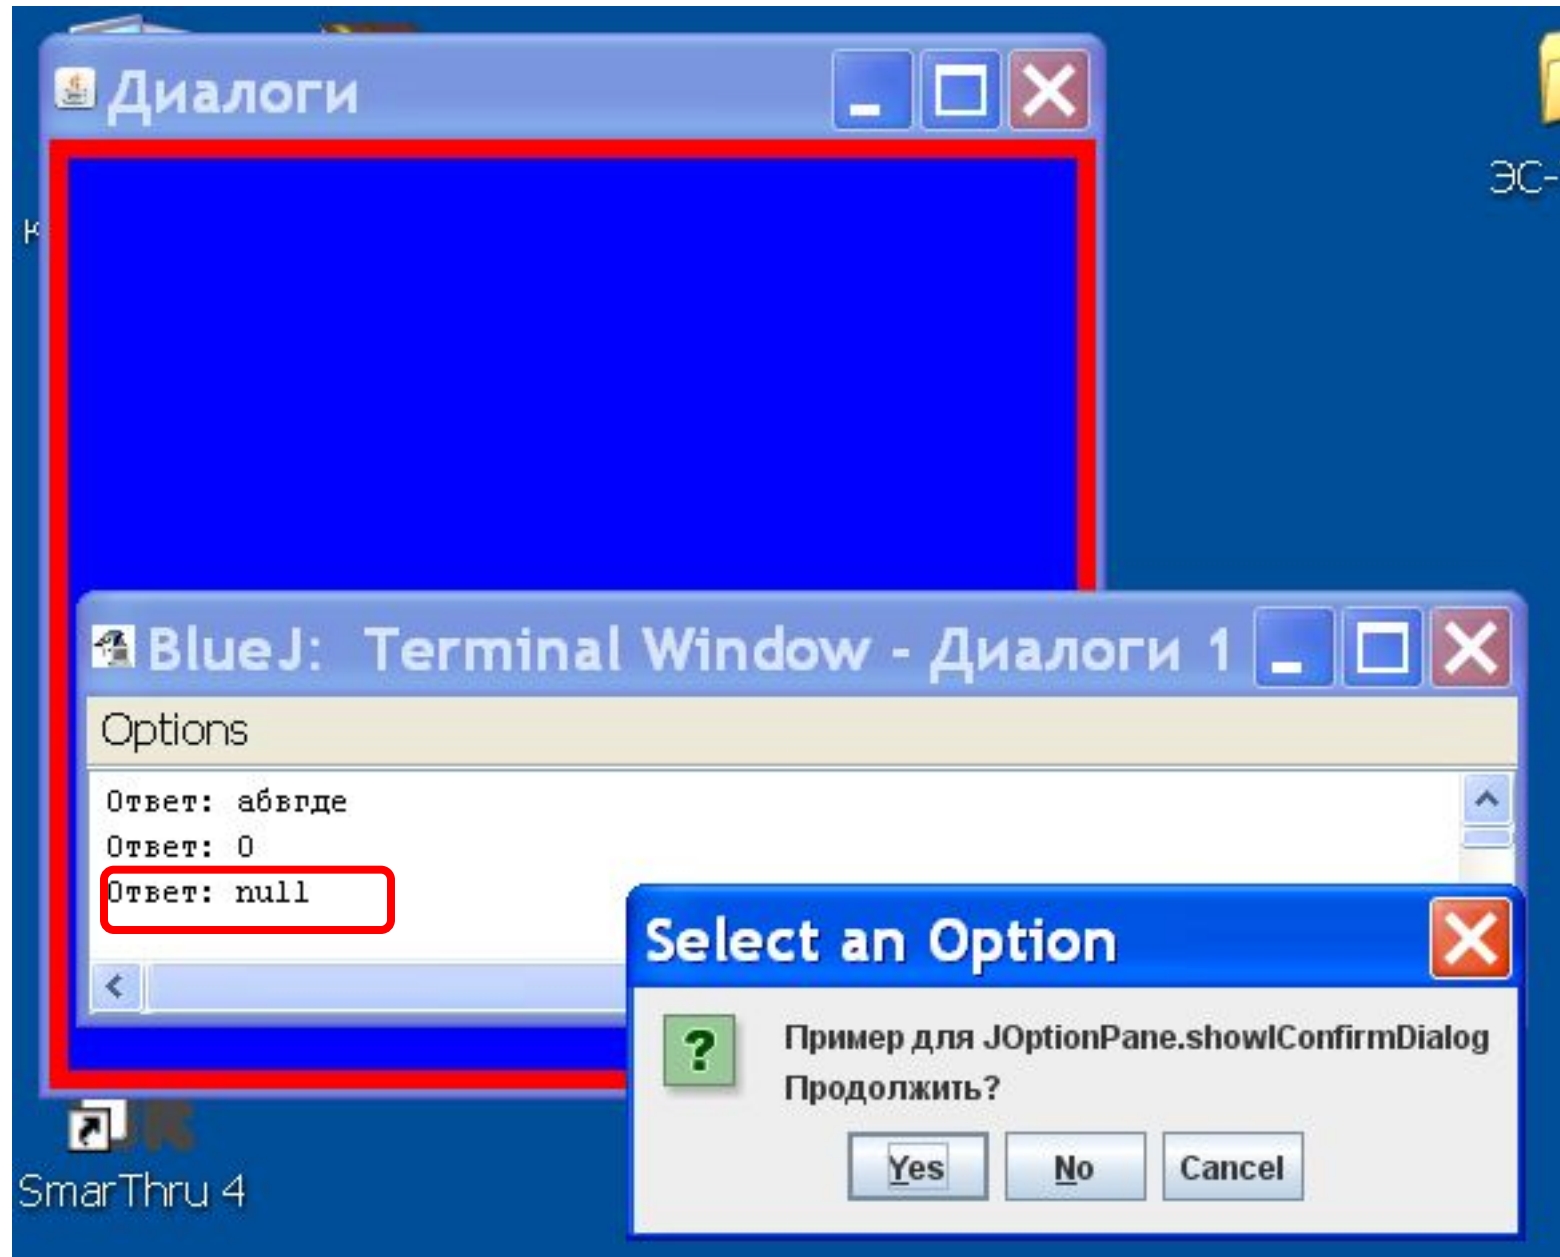 Диалоги
ЭС-
BlueJ: Terminal Window - Диалоги 1
Options
Ответ: абвгде
Ответ: 0
Ответ: null
Select an Option
Пример для JOptionPane.showIConfirmDialog
Продолжить?
Yes No Cancel
SmarThru 4